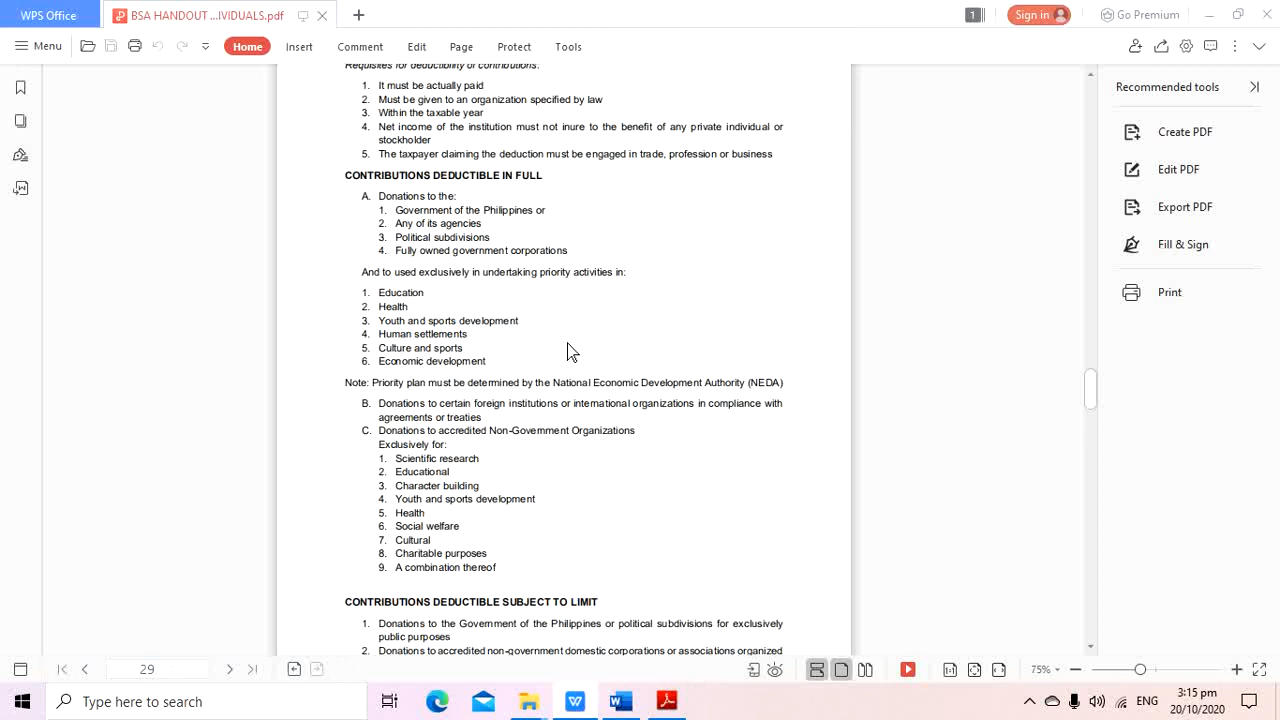 WPS Office
BSA HANDOUT ...IVIDUALS.pdf
1
Sign in
Go Premium
Menu
Home
Insert
Comment
Edit
Page
Protect
Tools
Requisites for deductibility of contributions:
1. It must be actually paid
2. Must be given to an organization specified by law
3. Within the taxable year
4. Net income of the institution must not inure to the benefit of any private individual or
stockholder
5. The taxpayer claiming the deduction must be engaged in trade, profession or business
CONTRIBUTIONS DEDUCTIBLE IN FULL
A. Donations to the:
1. Government of the Philippines or
2. Any of its agencies
3. Political subdivisions
4. Fully owned government corporations
And to used exclusively in undertaking priority activities in:
1. Education
2. Health
3. Youth and sports development
4. Human settlements
5. Culture and sports
6. Economic development
Note: Priority plan must be determined by the National Economic Development Authority (NEDA)
B. Donations to certain foreign institutions or international organizations in compliance with
agreements or treaties
C. Donations to accredited Non-Government Organizations
Exclusively for:
1. Scientific research
2. Educational
3. Character building
4. Youth and sports development
5. Health
6. Social welfare
7. Cultural
8. Charitable purposes
9. A combination thereof
CONTRIBUTIONS DEDUCTIBLE SUBJECT TO LIMIT
1. Donations to the Government of the Philippines or political subdivisions for exclusively
public purposes
2. Donations to accredited non-government domestic corporations or associations organized
Recommended tools
Create PDF
Edit PDF
Export PDF
Fill & Sign
Print
29
75%
Type here to search
ENG
3:15 pm
20/10/2020